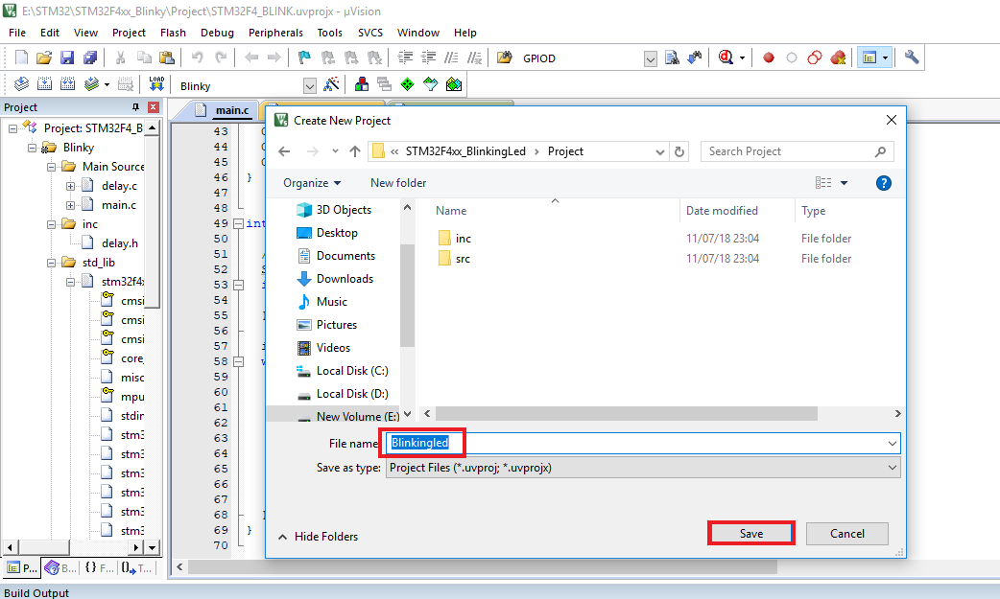 E:\STM32\STM32F4xx_Blinky\Project\STM32F4_BLINK.uvprojx - µVision
File Edit View Project Flash Debug Peripherals Tools SVCS Window Help
GPIOD
LOAD
Blinky
Project
main.c
Project: STM32F4_B
Blinky
Main Source
delay.c
main.c
inc
delay.h
std_lib
stm32f4x
cmsi
cmsi
cmsi
core_
misc
mpu
stdin
stm3
stm3
stm3
stm3
stm3
stm3
P... B... {} F... T...
43
44
45
46 }
47
48
49 int
50
51
52
53
54
55
56
57
58
59
60
61
62
63
64
65
66
67
68
69 }
70
Create New Project
« STM32F4xx_BlinkingLed > Project
Search Project
Organize New folder
3D Objects
Desktop
Documents
Downloads
Music
Pictures
Videos
Local Disk (C:)
Local Disk (D:)
New Volume (E:)
Name Date modified Type
inc 11/07/18 23:04 File folder
src 11/07/18 23:04 File folder
File name: Blinkingled
Save as type: Project Files (*.uvproj; *.uvprojx)
Hide Folders
Save
Cancel
Build Output